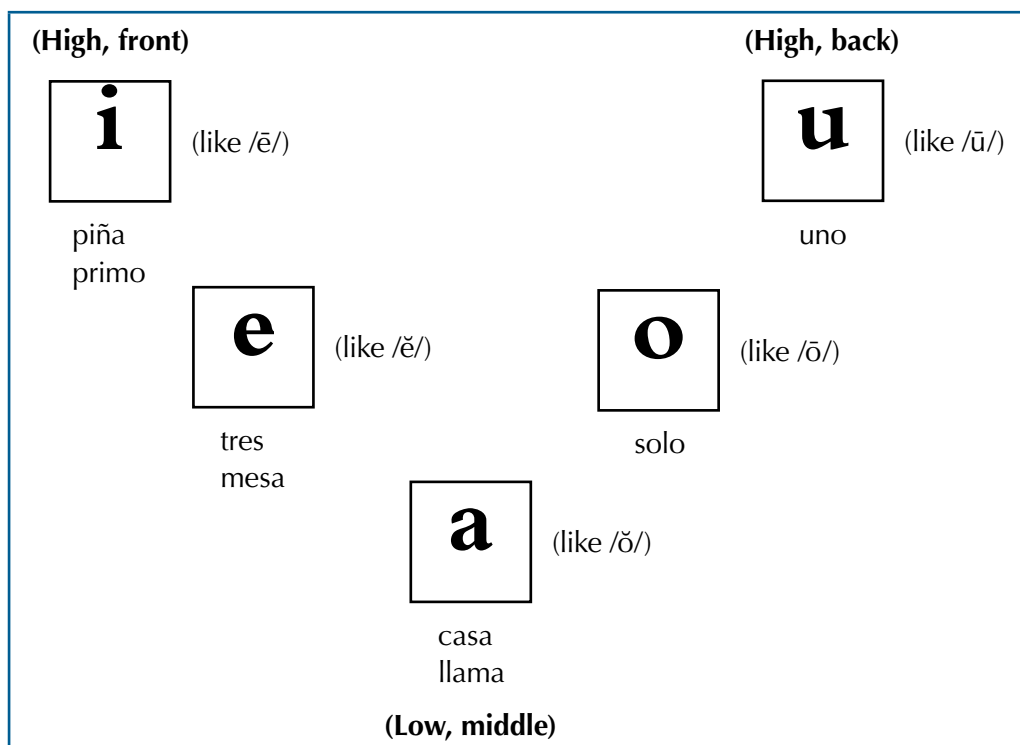 (High, front)
(High, back)
i
(like /ē/)
u
(like /ū/)
piña
primo
uno
e
(like /ĕ/)
o
(like /ō/)
tres
mesa
solo
a
(like /ŏ/)
casa
llama
(Low, middle)